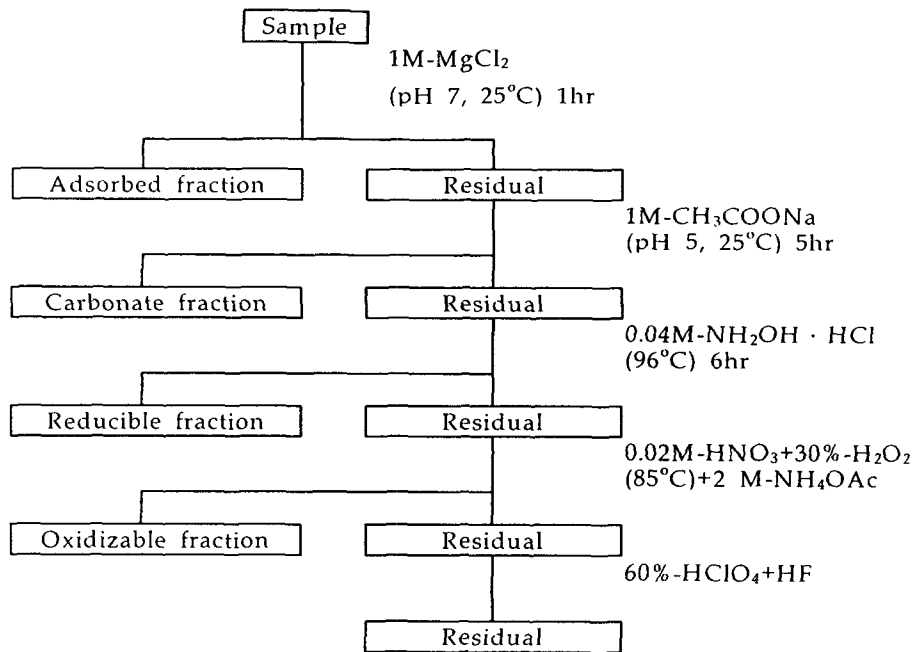 Sample
1M-MgCl₂
(pH 7, 25°C) 1hr
Adsorbed fraction
Residual
1M-CH₃COONa
(pH 5, 25°C) 5hr
Carbonate fraction
Residual
0.04M-NH₂OH · HCl
(96°C) 6hr
Reducible fraction
Residual
0.02M-HNO₃+30%-H₂O₂
(85°C)+2 M-NH₄OAc
Oxidizable fraction
Residual
60%-HClO₄+HF
Residual